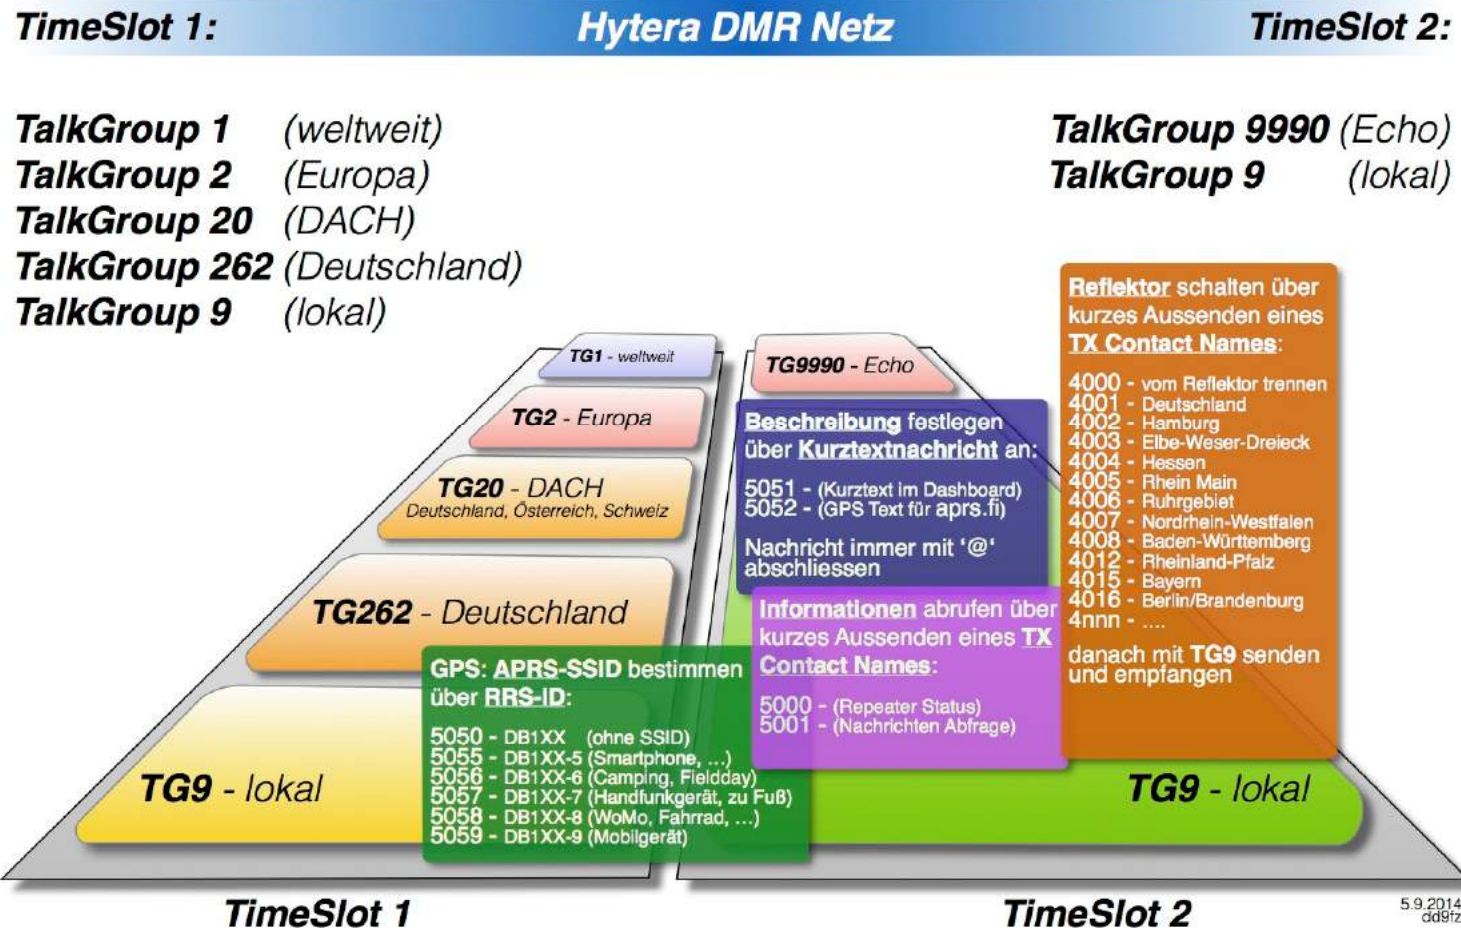 TimeSlot 1:
Hytera DMR Netz
TimeSlot 2:
TalkGroup 1 (weltweit)
TalkGroup 2 (Europa)
TalkGroup 20 (DACH)
TalkGroup 262 (Deutschland)
TalkGroup 9 (lokal)
TalkGroup 9990 (Echo)
TalkGroup 9 (lokal)
TG1 - weltweit
TG2 - Europa
TG20 - DACH
Deutschland, Österreich, Schweiz
TG262 - Deutschland
TG9 - lokal
GPS: APRS-SSID bestimmen
über RRS-ID:
5050 - DB1XX (ohne SSID)
5055 - DB1XX-5 (Smartphone, ...)
5056 - DB1XX-6 (Camping, Fieldday)
5057 - DB1XX-7 (Handfunkgerät, zu Fuß)
5058 - DB1XX-8 (WoMo, Fahrrad, ...)
5059 - DB1XX-9 (Mobilgerät)
TG9990 - Echo
Beschreibung festlegen
über Kurztextnachricht an:
5051 - (Kurztext im Dashboard)
5052 - (GPS Text für aprs.fi)
Nachricht immer mit ‘@‘
abschliessen
Informationen abrufen über
kurzes Aussenden eines TX
Contact Names:
5000 - (Repeater Status)
5001 - (Nachrichten Abfrage)
Reflektor schalten über
kurzes Aussenden eines
TX Contact Names:
4000 - vom Reflektor trennen
4001 - Deutschland
4002 - Hamburg
4003 - Elbe-Weser-Dreieck
4004 - Hessen
4005 - Rhein Main
4006 - Ruhrgebiet
4007 - Nordrhein-Westfalen
4008 - Baden-Württemberg
4012 - Rheinland-Pfalz
4015 - Bayern
4016 - Berlin/Brandenburg
4nnn - ....
danach mit TG9 senden
und empfangen
TG9 - lokal
TimeSlot 1
TimeSlot 2
5.9.2014
dd9fz